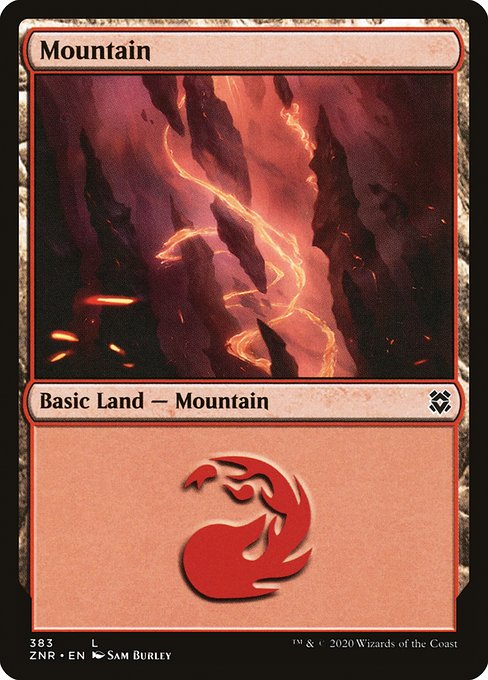 Mountain
Basic Land — Mountain
383 L
ZNR • EN Sam Burley
™ & © 2020 Wizards of the Coast